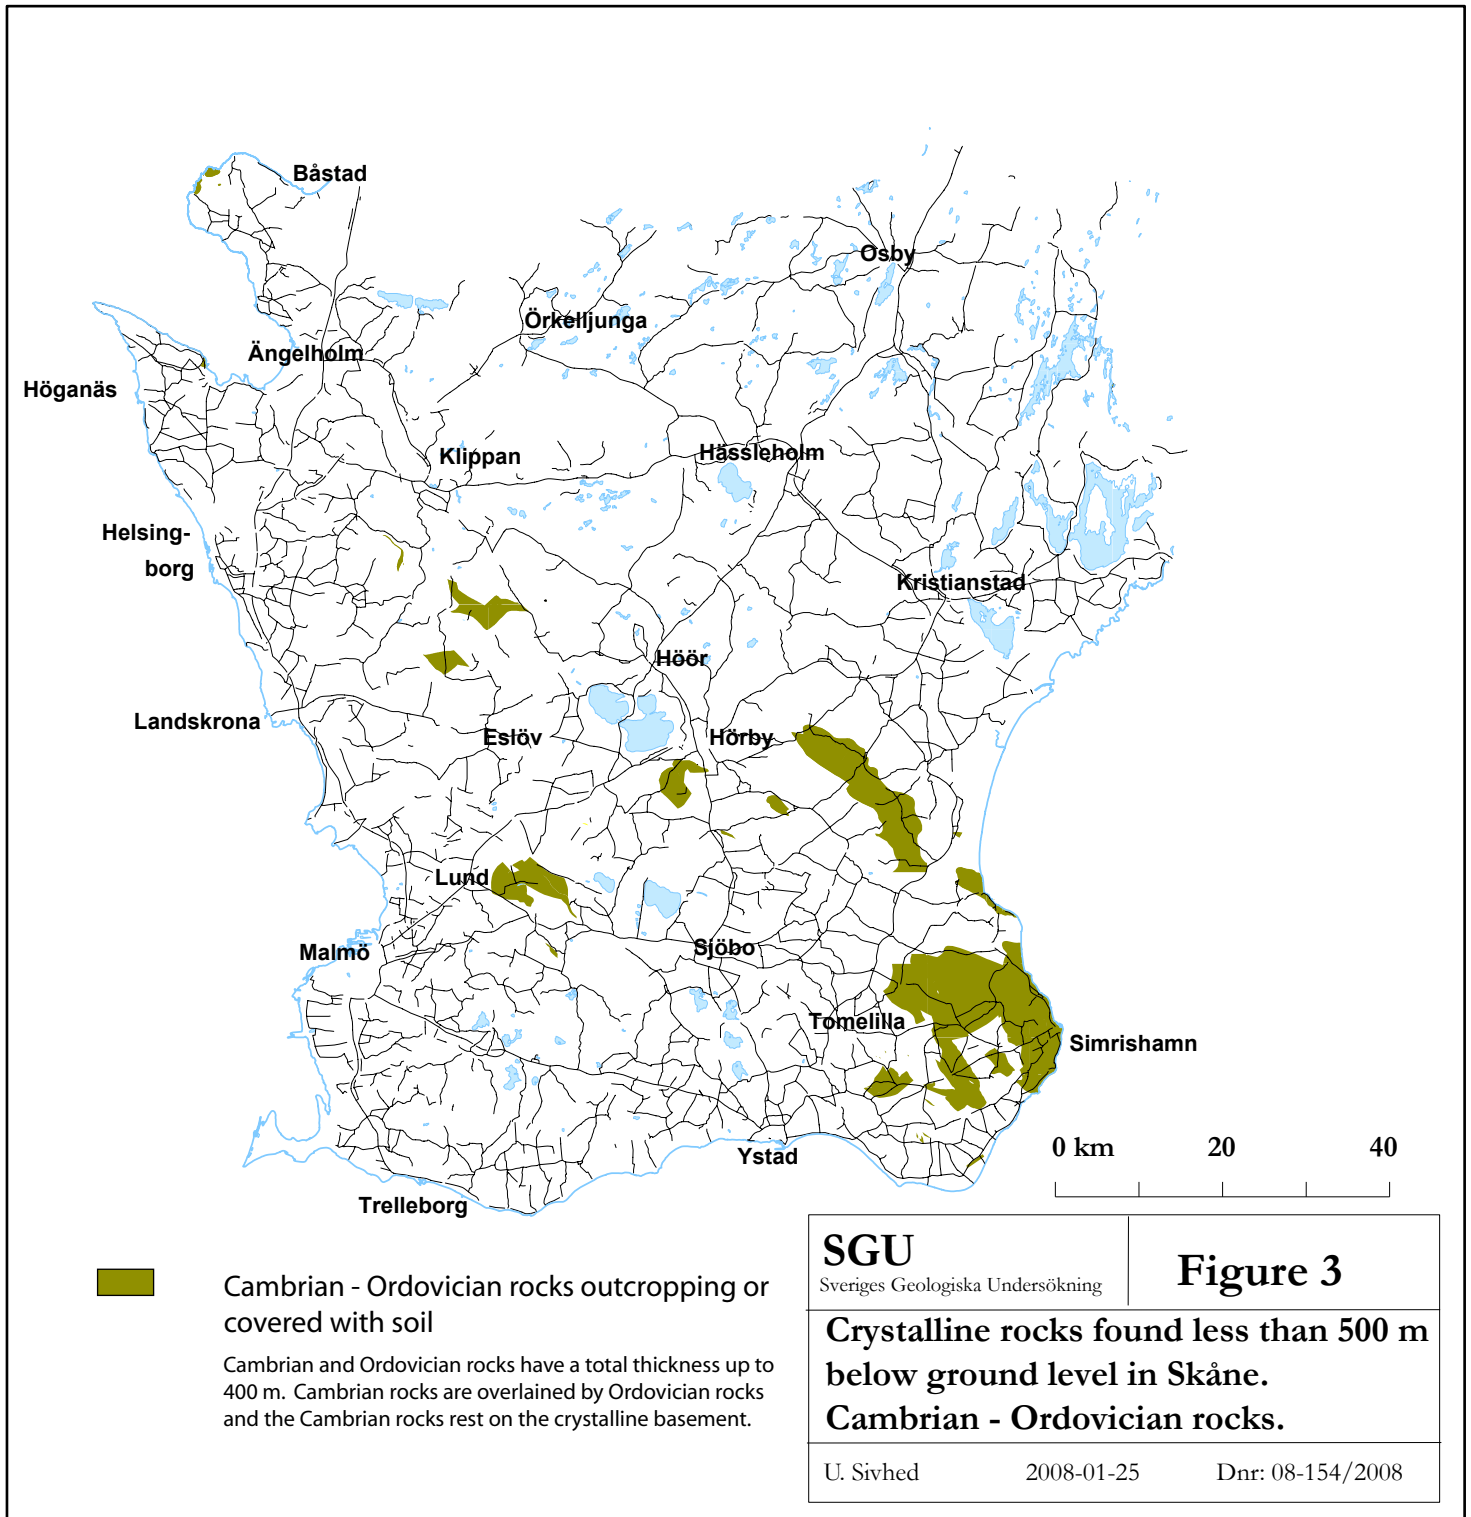 Båstad
Osby
Örkelljunga
Ängelholm
Höganäs
Klippan
Hässleholm
Helsing-
borg
Kristianstad
Höör
Landskrona
Eslöv
Hörby
Lund
Malmö
Sjöbo
Tomelilla
Simrishamn
Ystad
Trelleborg
0 km 20 40
Cambrian - Ordovician rocks outcropping or
covered with soil
Cambrian and Ordovician rocks have a total thickness up to
400 m. Cambrian rocks are overlained by Ordovician rocks
and the Cambrian rocks rest on the crystalline basement.
SGU
Sveriges Geologiska Undersökning
Figure 3
Crystalline rocks found less than 500 m
below ground level in Skåne.
Cambrian - Ordovician rocks.
U. Sivhed 2008-01-25 Dnr: 08-154/2008